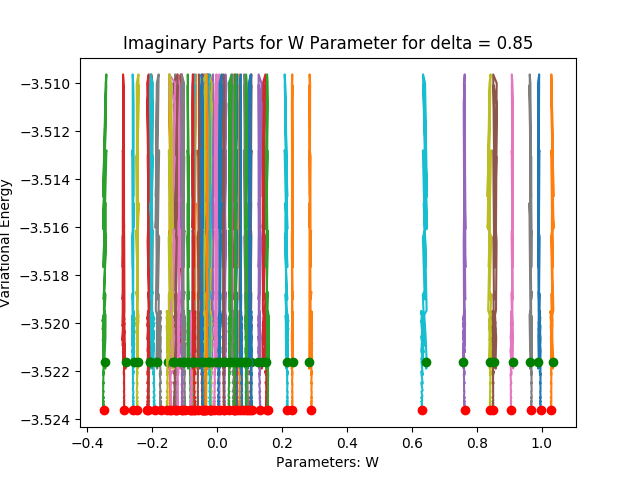 Imaginary Parts for W Parameter for delta = 0.85
Variational Energy
−3.510
−3.512
−3.514
−3.516
−3.518
−3.520
−3.522
−3.524
−0.4 −0.2 0.0 0.2 0.4 0.6 0.8 1.0
Parameters: W